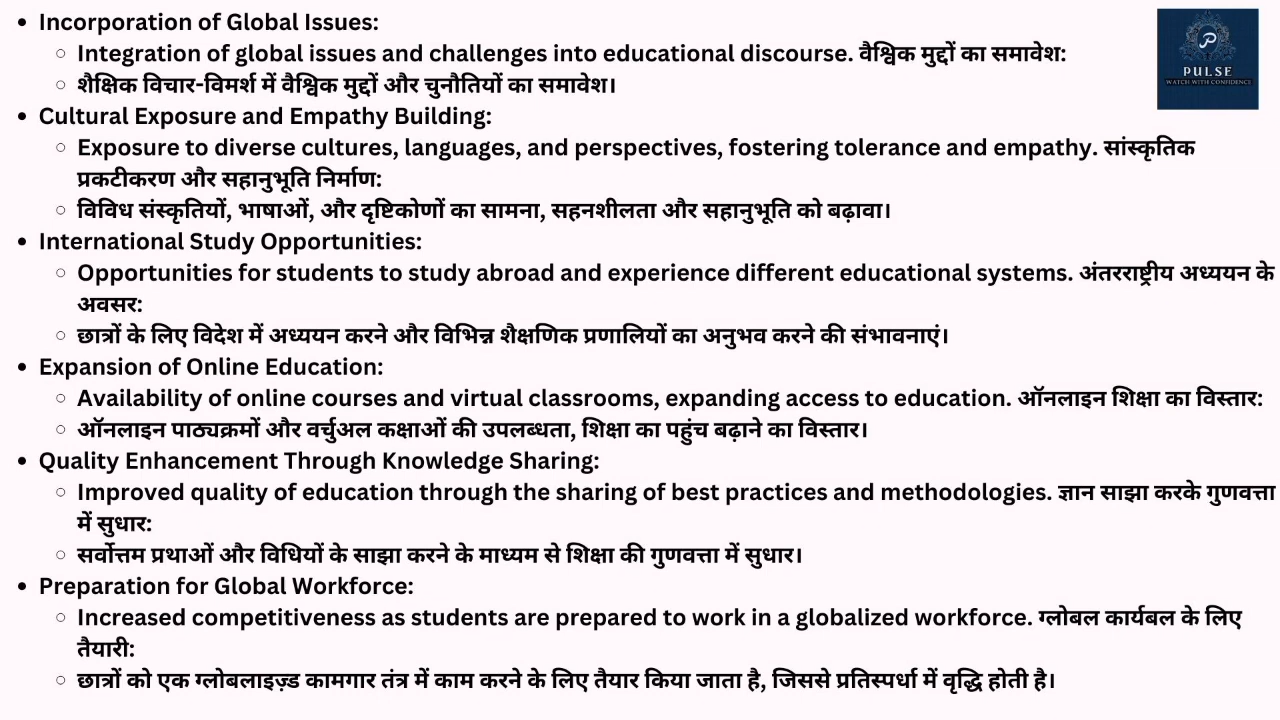 Incorporation of Global Issues:
Integration of global issues and challenges into educational discourse. वैश्विक मुद्दों का समावेश:
शैक्षिक विचार-विमर्श में वैश्विक मुद्दों और चुनौतियों का समावेश।
Cultural Exposure and Empathy Building:
Exposure to diverse cultures, languages, and perspectives, fostering tolerance and empathy. सांस्कृतिक
प्रकटीकरण और सहानुभूति निर्माण:
विविध संस्कृतियों, भाषाओं, और दृष्टिकोणों का सामना, सहनशीलता और सहानुभूति को बढ़ावा।
International Study Opportunities:
Opportunities for students to study abroad and experience different educational systems. अंतरराष्ट्रीय अध्ययन के
अवसर:
छात्रों के लिए विदेश में अध्ययन करने और विभिन्न शैक्षणिक प्रणालियों का अनुभव करने की संभावनाएं।
Expansion of Online Education:
Availability of online courses and virtual classrooms, expanding access to education. ऑनलाइन शिक्षा का विस्तार:
ऑनलाइन पाठ्यक्रमों और वर्चुअल कक्षाओं की उपलब्धता, शिक्षा का पहुंच बढ़ाने का विस्तार।
Quality Enhancement Through Knowledge Sharing:
Improved quality of education through the sharing of best practices and methodologies. ज्ञान साझा करके गुणवत्ता
में सुधार:
सर्वोत्तम प्रथाओं और विधियों के साझा करने के माध्यम से शिक्षा की गुणवत्ता में सुधार।
Preparation for Global Workforce:
Increased competitiveness as students are prepared to work in a globalized workforce. ग्लोबल कार्यबल के लिए
तैयारी:
छात्रों को एक ग्लोबलाइज़्ड कामगार तंत्र में काम करने के लिए तैयार किया जाता है, जिससे प्रतिस्पर्धा में वृद्धि होती है।
P
PULSE
WATCH WITH CONFIDENCE